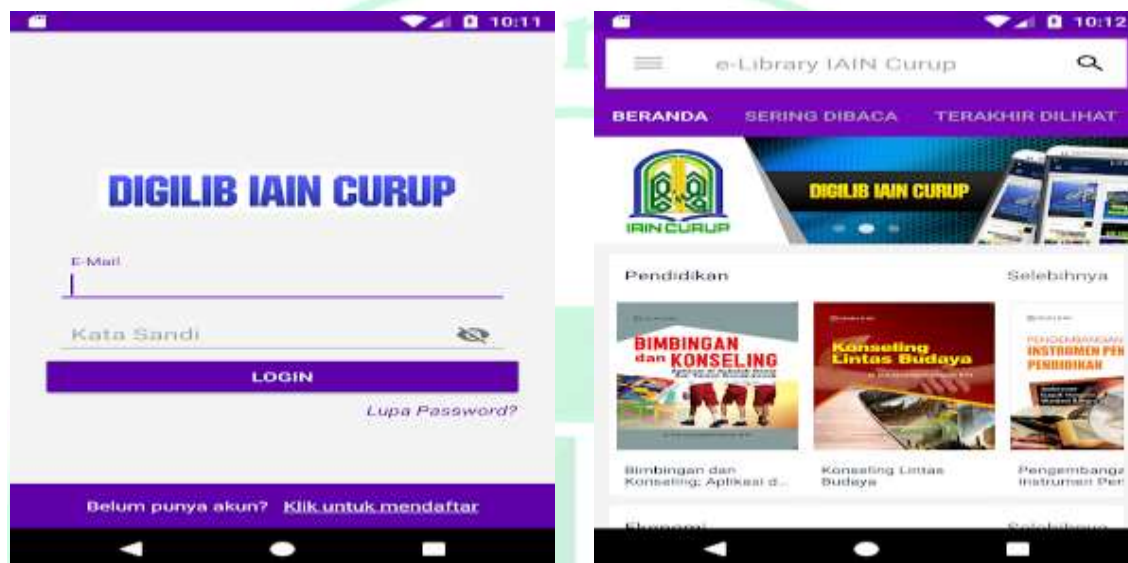 10:11
DIGILIB IAIN CURUP
E-Mail
Kata Sandi
LOGIN
Lupa Password?
Belum punya akun? Klik untuk mendaftar
10:12
e-Library IAIN Curup
BERANDA SERING DIBACA TERAKHIR DILIHAT
IAIN CURUP
DIGILIB IAIN CURUP
Pendidikan Selebihnya
BIMBINGAN
dan KONSELING
Konseling
Lintas Budaya
PENGEMBANGAN
INSTRUMEN PEN
PENDIDIKAN
Bimbingan dan
Konseling; Aplikasi d...
Konseling Lintas
Budaya
Pengembanga
Instrumen Pen
Ekonomi Selebihnya